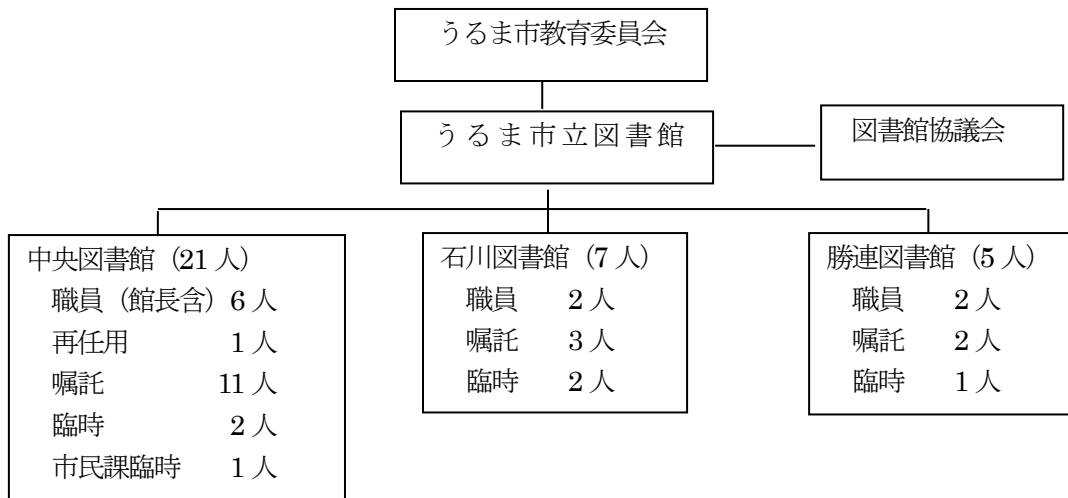 うるま市教育委員会
うるま市立図書館
図書館協議会
中央図書館（21人）
職員（館長含）6人
再任用 1人
嘱託 11人
臨時 2人
市民課臨時 1人
石川図書館（7人）
職員 2人
嘱託 3人
臨時 2人
勝連図書館（5人）
職員 2人
嘱託 2人
臨時 1人